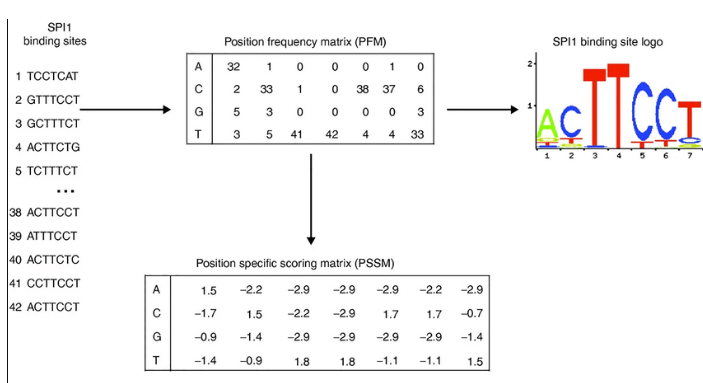 SPI1
binding sites
1 TCCTCAT
2 GTTTCCT
3 GCTTTCT
4 ACTTCTG
5 TCTTTCT
...
38 ACTTCCT
39 ATTTCCT
40 ACTTCTC
41 CCTTCCT
42 ACTTCCT
Position frequency matrix (PFM)
A 32 1 0 0 0 1 0
C 2 33 1 0 38 37 6
G 5 3 0 0 0 0 3
T 3 5 41 42 4 4 33
SPI1 binding site logo
2
1
A C T T C C T
1 2 3 4 5 6 7
Position specific scoring matrix (PSSM)
A 1.5 –2.2 –2.9 –2.9 –2.9 –2.2 –2.9
C –1.7 1.5 –2.2 –2.9 1.7 1.7 –0.7
G –0.9 –1.4 –2.9 –2.9 –2.9 –2.9 –1.4
T –1.4 –0.9 1.8 1.8 –1.1 –1.1 1.5